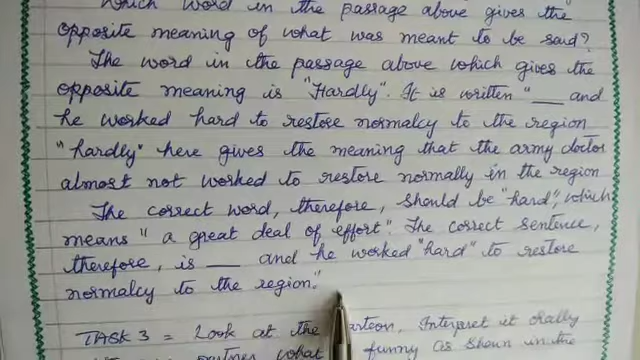 which word in the passage above gives the
opposite meaning of what was meant to be said?
The word in the passage above which gives the
opposite meaning is "Hardly". It is written "___ and
he worked hard to restore normalcy to the region
"hardly" here gives the meaning that the army doctor
almost not worked to restore normally in the region
The correct word, therefore, should be "hard", which
means "a great deal of effort". The correct sentence,
therefore, is ___ and he worked "hard" to restore
normalcy to the region."
TASK 3 = Look at the cartoon. Interpret it orally
partner what funny as shown in the